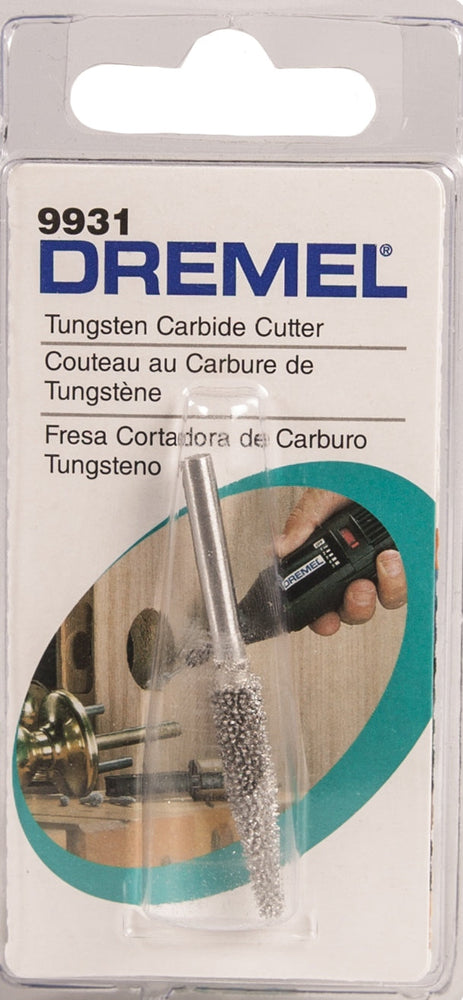 9931
DREMEL®
Tungsten Carbide Cutter
Couteau au Carbure de
Tungstène
Fresa Cortadora de Carburo
Tungsteno
DREMEL